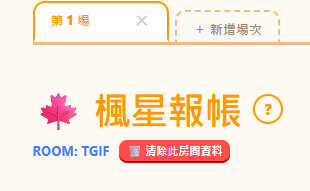 第 1 場 ×
+ 新增場次
楓星報帳 ?
ROOM: TGIF 清除此房間資料